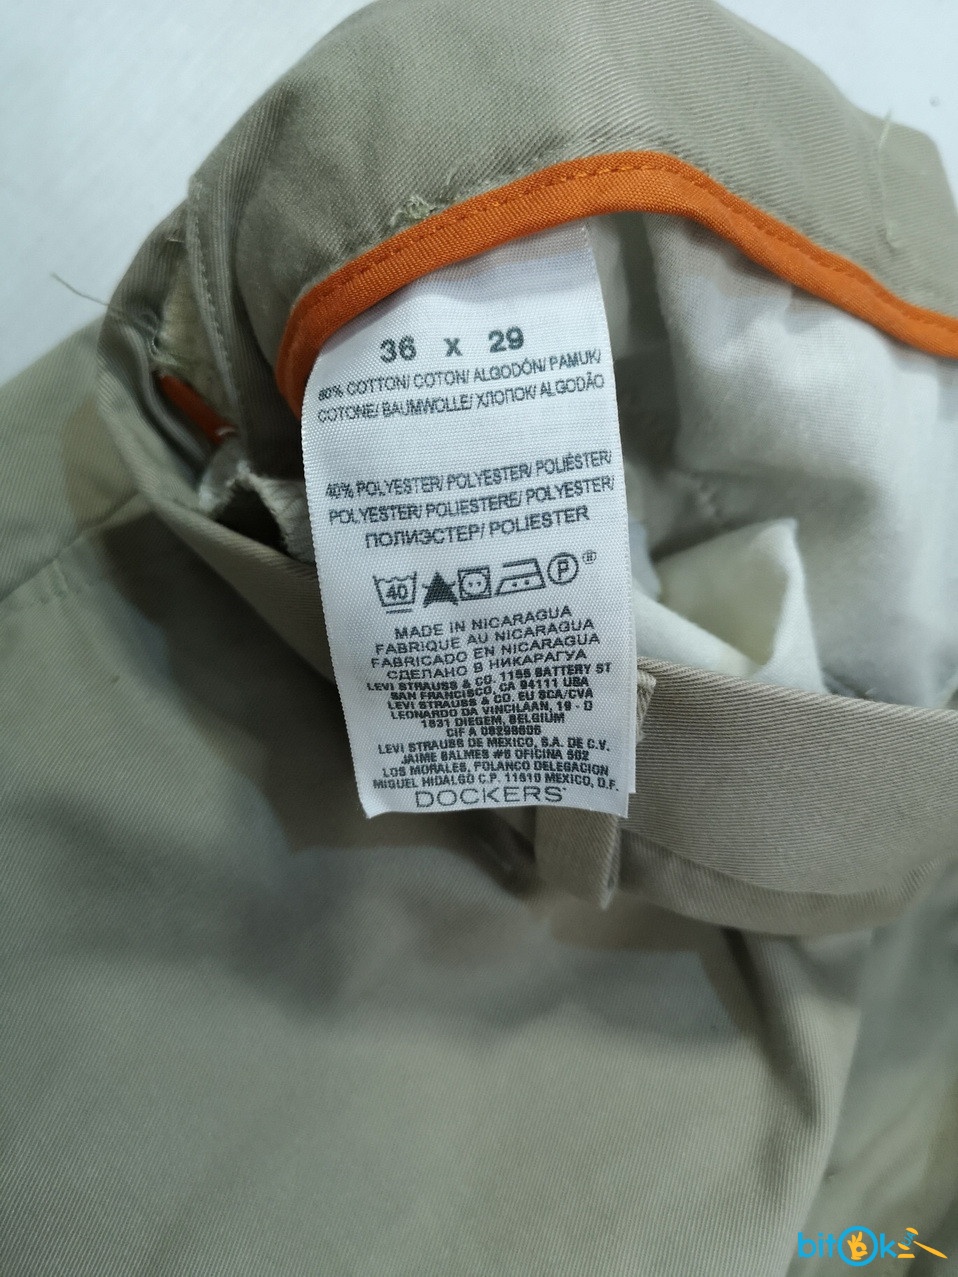 36 x 29
60% COTTON/ COTON/ ALGODÓN/ PAMUK/
COTONE/ BAUMWOLLE/ ХЛОПОК/ ALGODÃO
40% POLYESTER/ POLYESTER/ POLIÉSTER/
POLYESTER/ POLIESTERE/ POLYESTER/
ПОЛИЭСТЕР/ POLIESTER
40 P ®
MADE IN NICARAGUA
FABRIQUE AU NICARAGUA
FABRICADO EN NICARAGUA
СДЕЛАНО В НИКАРАГУА
LEVI STRAUSS & CO. 1155 BATTERY ST
SAN FRANCISCO, CA 94111 USA
LEVI STRAUSS & CO. EU SCA/CVA
LEONARDO DA VINCILAAN, 19 - D
1831 DIEGEM, BELGIUM
CIF A
LEVI STRAUSS DE MEXICO, S.A. DE C.V.
JAIME BALMES #8 OFICINA 502
LOS MORALES, POLANCO DELEGACION
MIGUEL HIDALGO C.P. 11510 MEXICO, D.F.
DOCKERS
bitOk